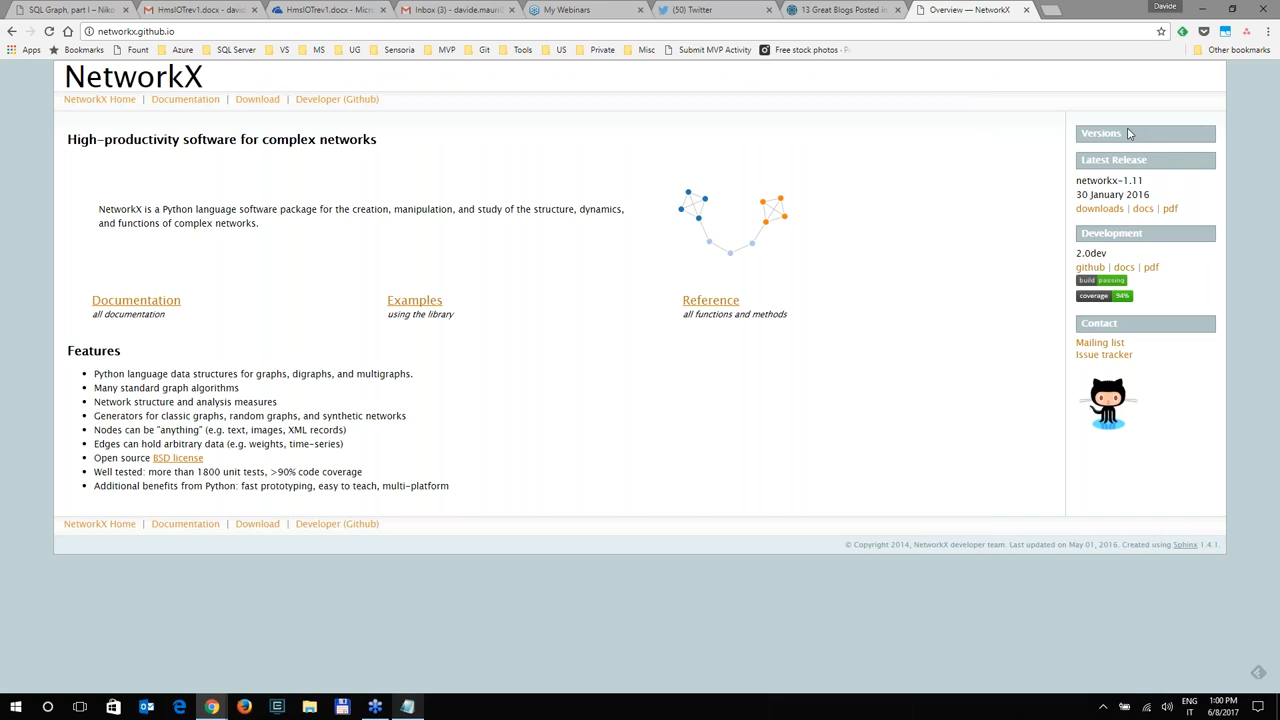 SQL Graph, part I – Niko
HmsIOTrev1.docx - david
HmsIOTrev1.docx - Micro
Inbox (3) - davide.mauri
My Webinars
(50) Twitter
13 Great Blogs Posted in
Overview — NetworkX
Davide
networkx.github.io
Apps
Bookmarks
Fount
Azure
SQL Server
VS
MS
UG
Sensoria
MVP
Git
Tools
US
Private
Misc
Submit MVP Activity
Free stock photos - P
Other bookmarks
NetworkX
NetworkX Home | Documentation | Download | Developer (Github)
High-productivity software for complex networks
NetworkX is a Python language software package for the creation, manipulation, and study of the structure, dynamics,
and functions of complex networks.
Documentation
all documentation
Examples
using the library
Reference
all functions and methods
Features
Python language data structures for graphs, digraphs, and multigraphs.
Many standard graph algorithms
Network structure and analysis measures
Generators for classic graphs, random graphs, and synthetic networks
Nodes can be "anything" (e.g. text, images, XML records)
Edges can hold arbitrary data (e.g. weights, time-series)
Open source BSD license
Well tested: more than 1800 unit tests, >90% code coverage
Additional benefits from Python: fast prototyping, easy to teach, multi-platform
Versions
Latest Release
networkx-1.11
30 January 2016
downloads | docs | pdf
Development
2.0dev
github | docs | pdf
build passing
coverage 94%
Contact
Mailing list
Issue tracker
NetworkX Home | Documentation | Download | Developer (Github)
© Copyright 2014, NetworkX developer team. Last updated on May 01, 2016. Created using Sphinx 1.4.1.
ENG
IT
1:00 PM
6/8/2017